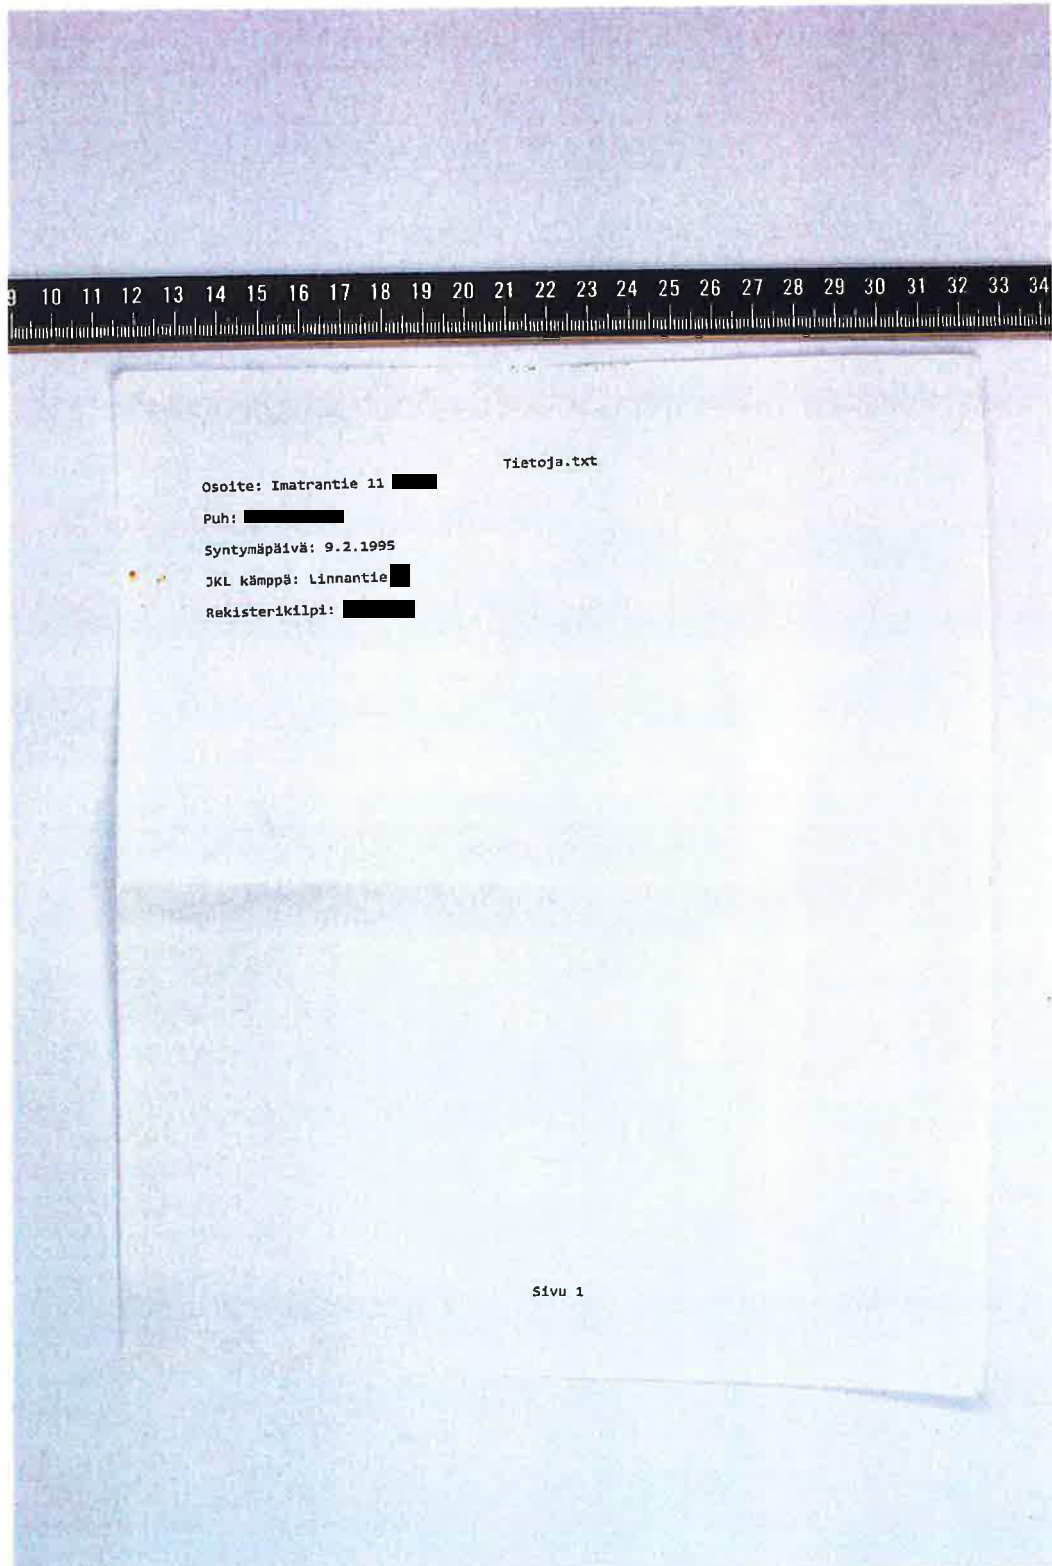 9 10 11 12 13 14 15 16 17 18 19 20 21 22 23 24 25 26 27 28 29 30 31 32 33 34
Tietoja.txt
Osoite: Imatrantie 11
Puh:
Syntymäpäivä: 9.2.1995
JKL kämppä: Linnantie
Rekisterikilpi:
Sivu 1